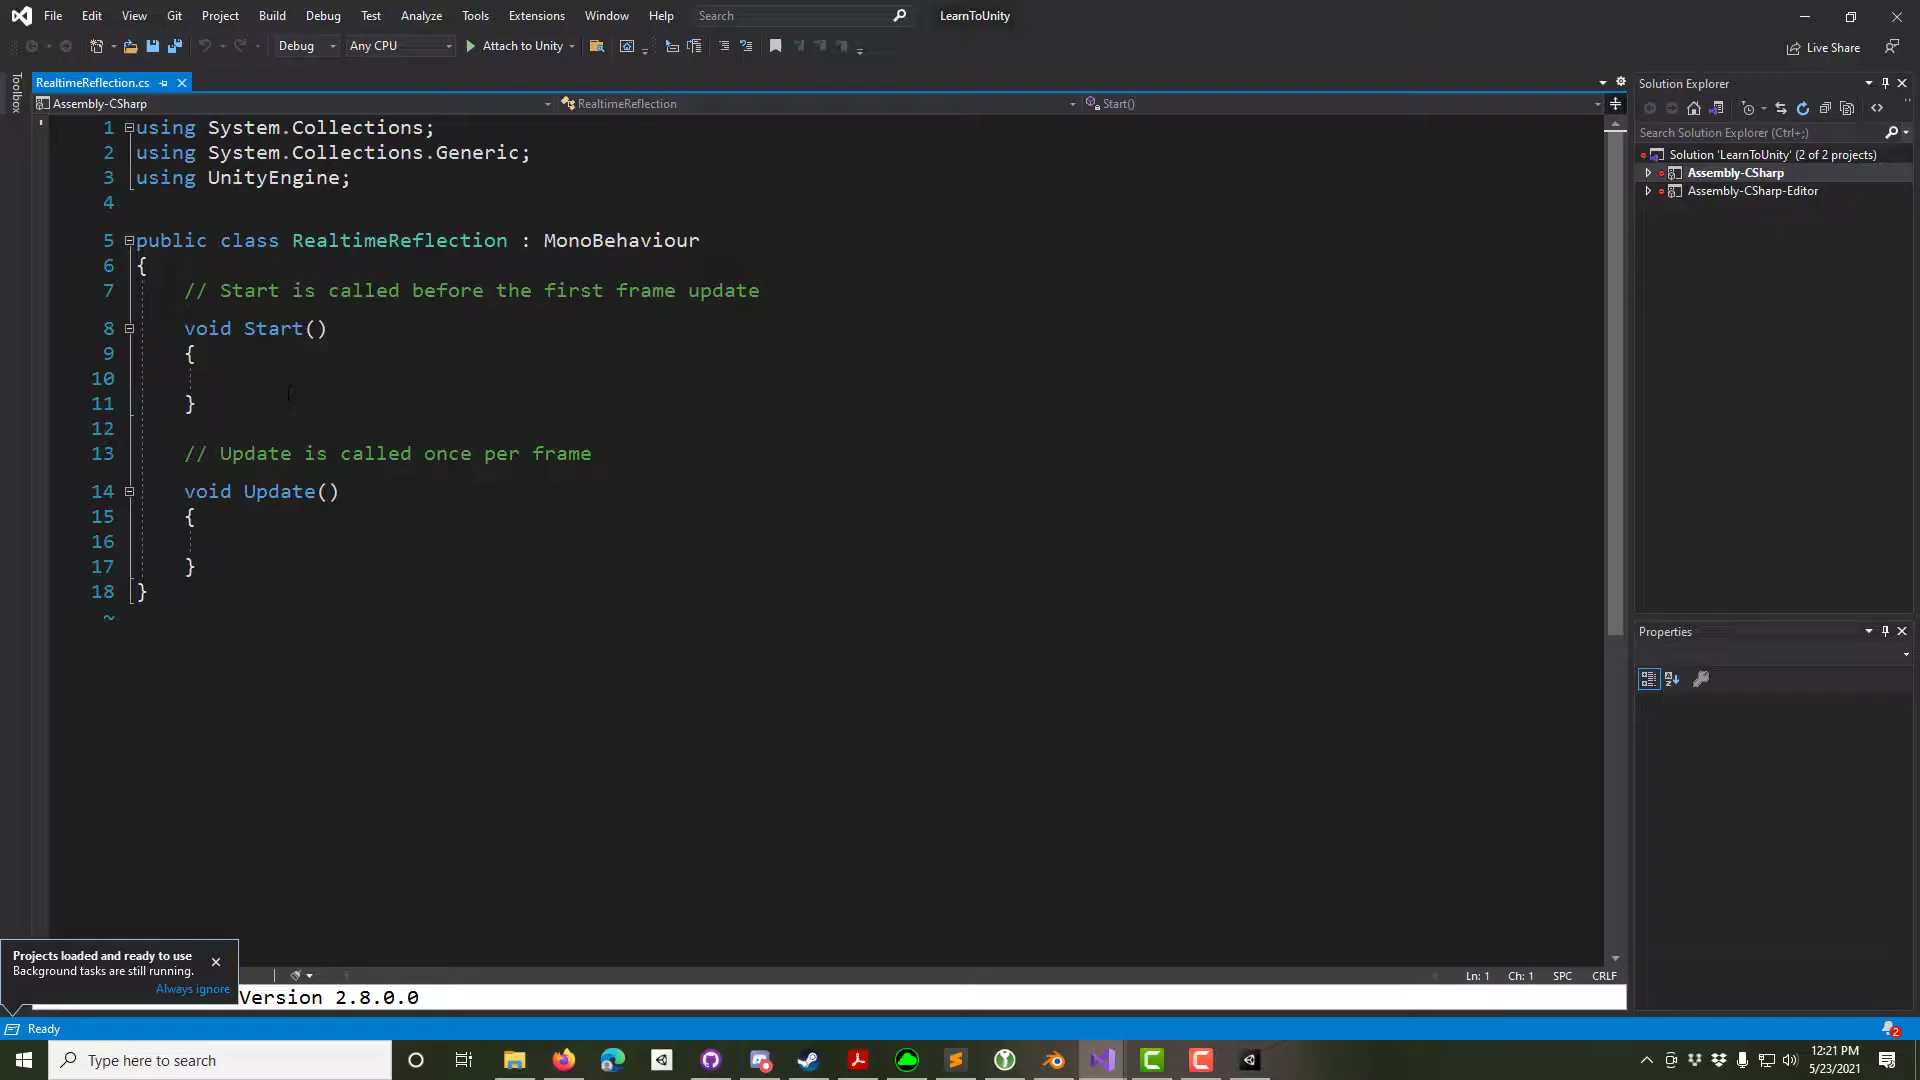 File Edit View Git Project Build Debug Test Analyze Tools Extensions Window Help Search LearnToUnity
Debug Any CPU Attach to Unity Live Share
Toolbox
RealtimeReflection.cs
Assembly-CSharp RealtimeReflection Start()
1 using System.Collections;
2 using System.Collections.Generic;
3 using UnityEngine;
4
5 public class RealtimeReflection : MonoBehaviour
6 {
7 // Start is called before the first frame update
8 void Start()
9 {
10
11 }
12
13 // Update is called once per frame
14 void Update()
15 {
16
17 }
18 }
~
Solution Explorer
Search Solution Explorer (Ctrl+;)
Solution 'LearnToUnity' (2 of 2 projects)
Assembly-CSharp
Assembly-CSharp-Editor
Properties
Projects loaded and ready to use
Background tasks are still running.
Always ignore
Ln: 1 Ch: 1 SPC CRLF
Version 2.8.0.0
Ready 2
Type here to search
12:21 PM
5/23/2021